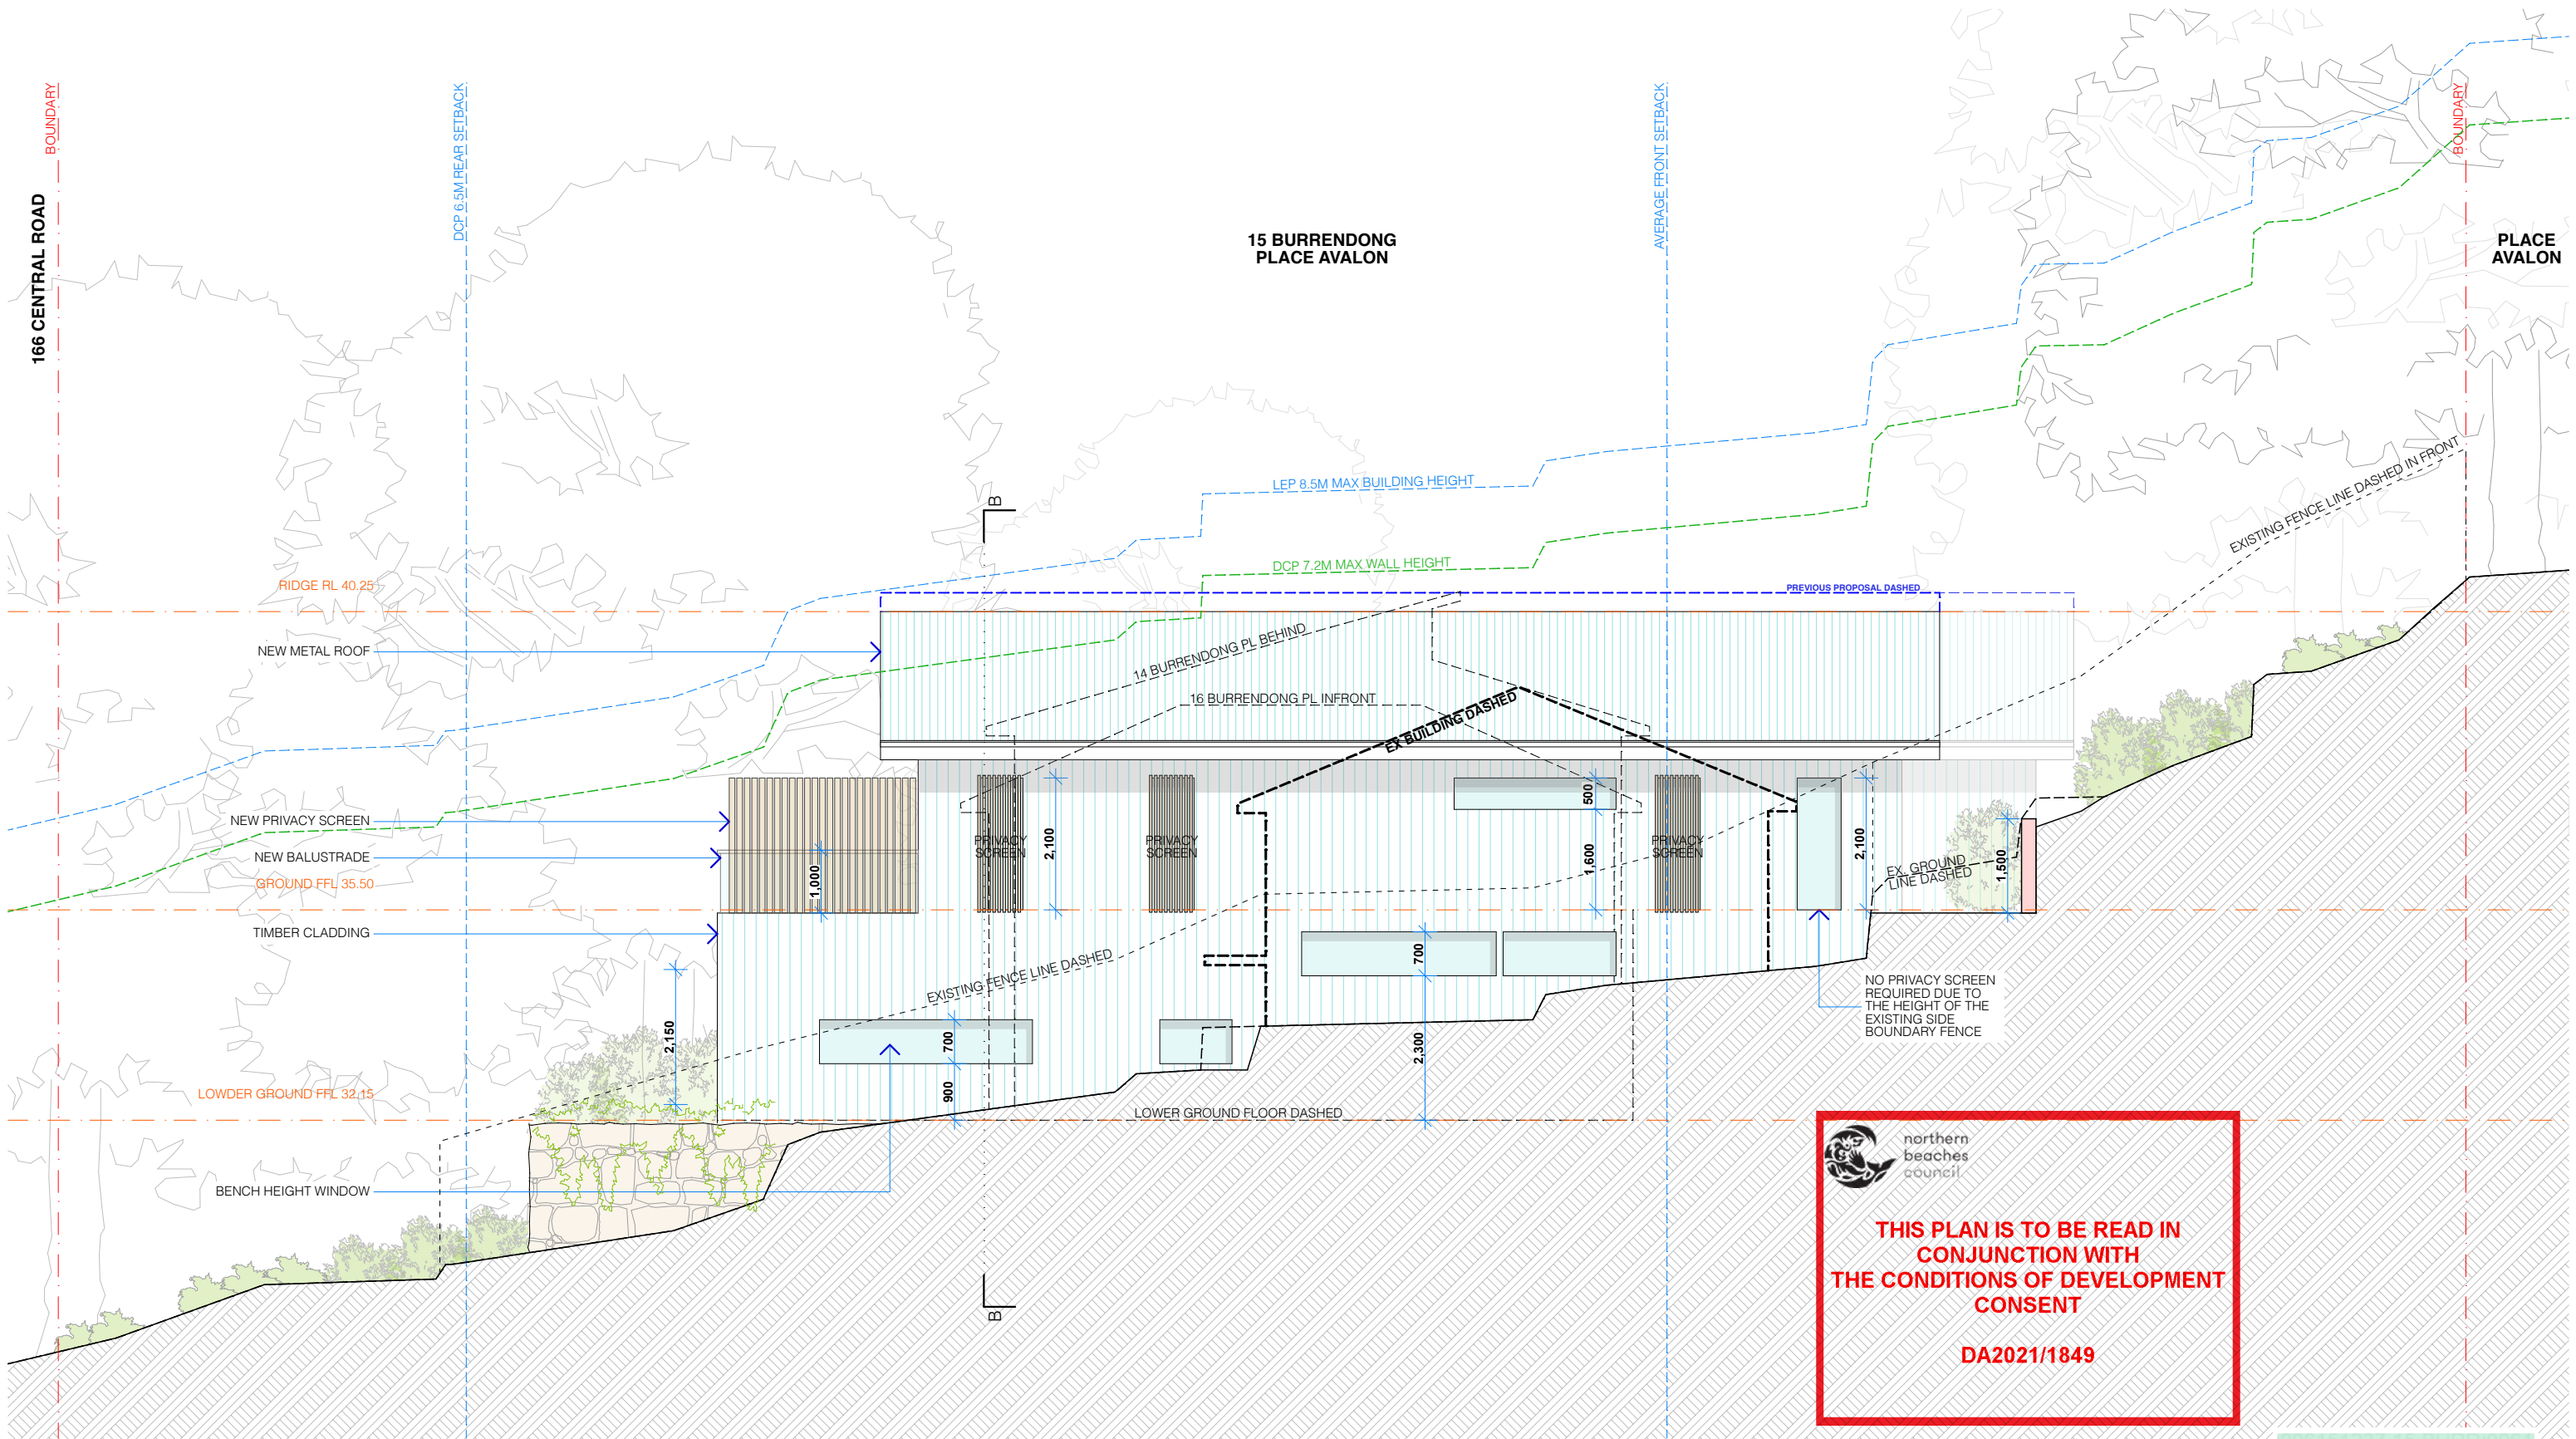 BOUNDARY
166 CENTRAL ROAD
DCP 6.5M REAR SETBACK
15 BURRENDONG
PLACE AVALON
AVERAGE FRONT SETBACK
BOUNDARY
PLACE
AVALON
EXISTING FENCE LINE DASHED IN FRONT
B
LEP 8.5M MAX BUILDING HEIGHT
DCP 7.2M MAX WALL HEIGHT
RIDGE RL 40.25
PREVIOUS PROPOSAL DASHED
NEW METAL ROOF
14 BURRENDONG PL BEHIND
16 BURRENDONG PL INFRONT
EX BUILDING DASHED
NEW PRIVACY SCREEN
NEW BALUSTRADE
GROUND FFL 35.50
TIMBER CLADDING
1,000
PRIVACY
SCREEN
2,100
PRIVACY
SCREEN
500
1,600
PRIVACY
SCREEN
2,100
EX. GROUND
LINE DASHED
1,500
EXISTING FENCE LINE DASHED
700
2,300
NO PRIVACY SCREEN
REQUIRED DUE TO
THE HEIGHT OF THE
EXISTING SIDE
BOUNDARY FENCE
2,150
700
900
LOWDER GROUND FFL 32.15
LOWER GROUND FLOOR DASHED
BENCH HEIGHT WINDOW
B
northern
beaches
council
THIS PLAN IS TO BE READ IN
CONJUNCTION WITH
THE CONDITIONS OF DEVELOPMENT
CONSENT
DA2021/1849